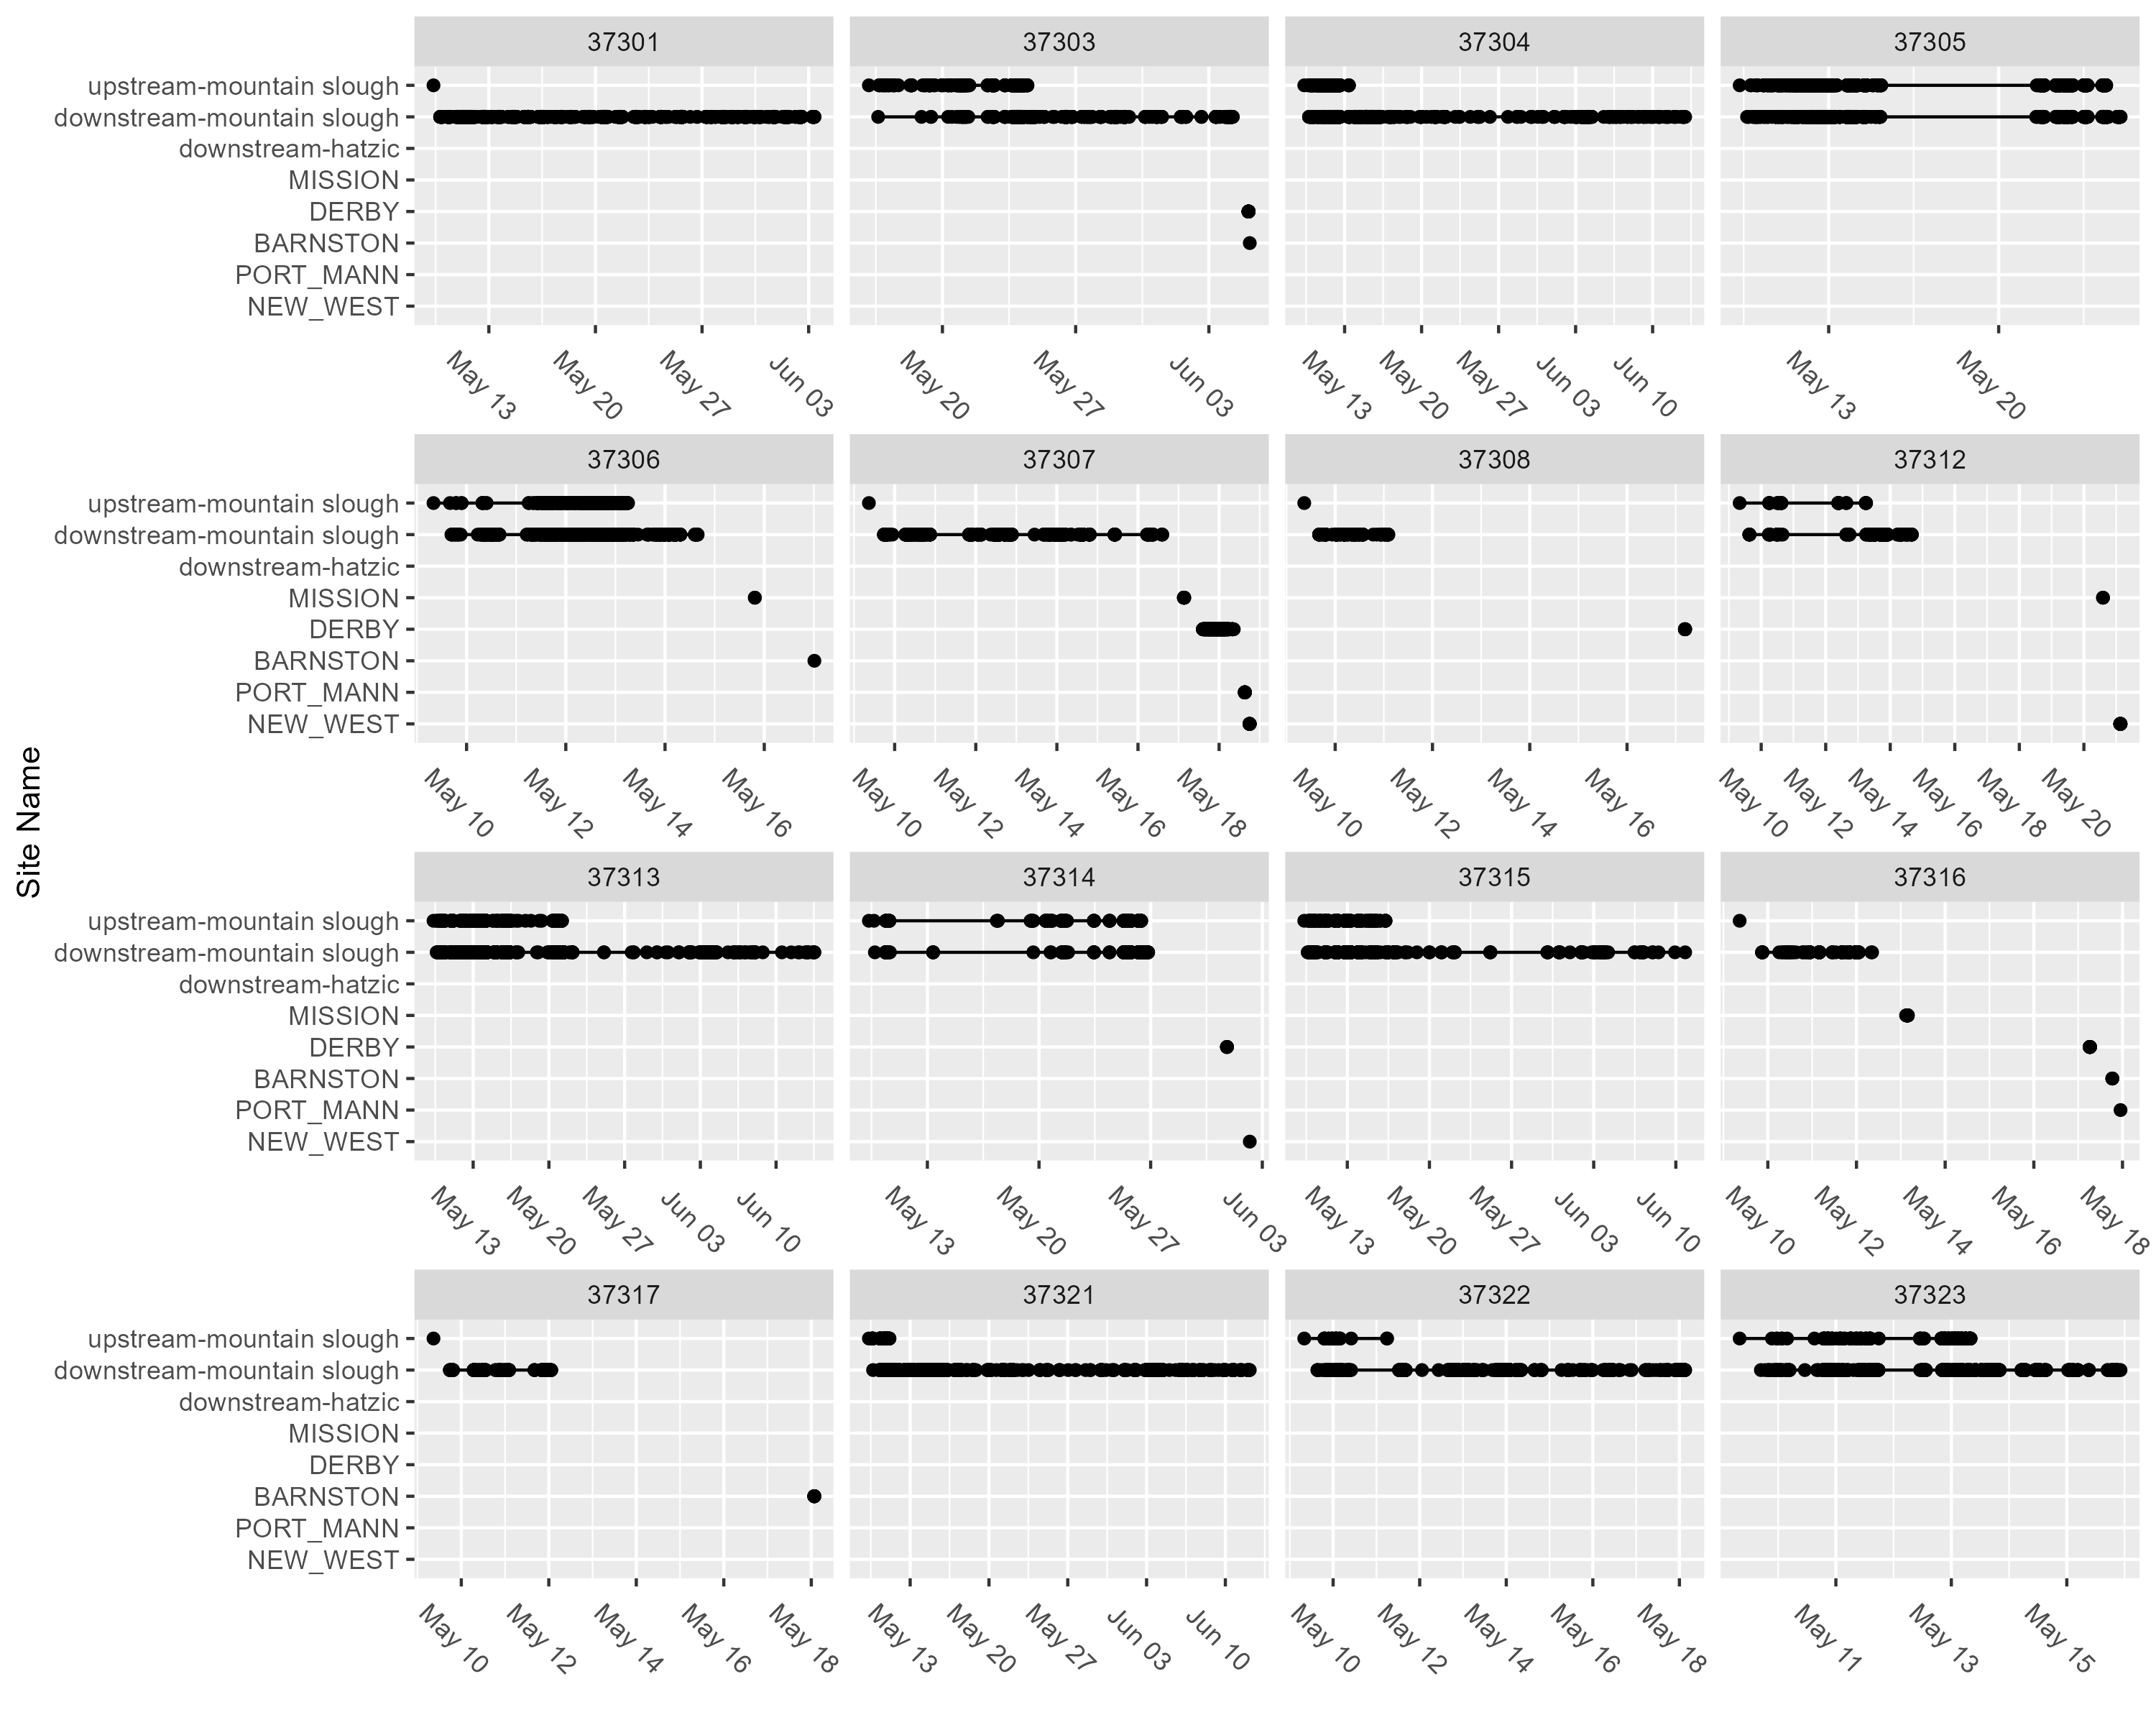 37301 37303 37304 37305
upstream-mountain slough
downstream-mountain slough
downstream-hatzic
MISSION
DERBY
BARNSTON
PORT_MANN
NEW_WEST
May 13 May 20 May 27 Jun 03 May 20 May 27 Jun 03 May 13 May 20 May 27 Jun 03 Jun 10 May 13 May 20
37306 37307 37308 37312
upstream-mountain slough
downstream-mountain slough
downstream-hatzic
MISSION
DERBY
BARNSTON
PORT_MANN
NEW_WEST
May 10 May 12 May 14 May 16 May 10 May 12 May 14 May 16 May 18 May 10 May 12 May 14 May 16 May 10 May 12 May 14 May 16 May 18 May 20
Site Name
37313 37314 37315 37316
upstream-mountain slough
downstream-mountain slough
downstream-hatzic
MISSION
DERBY
BARNSTON
PORT_MANN
NEW_WEST
May 13 May 20 May 27 Jun 03 Jun 10 May 13 May 20 May 27 Jun 03 May 13 May 20 May 27 Jun 03 Jun 10 May 10 May 12 May 14 May 16 May 18
37317 37321 37322 37323
upstream-mountain slough
downstream-mountain slough
downstream-hatzic
MISSION
DERBY
BARNSTON
PORT_MANN
NEW_WEST
May 10 May 12 May 14 May 16 May 18 May 13 May 20 May 27 Jun 03 Jun 10 May 10 May 12 May 14 May 16 May 18 May 11 May 13 May 15